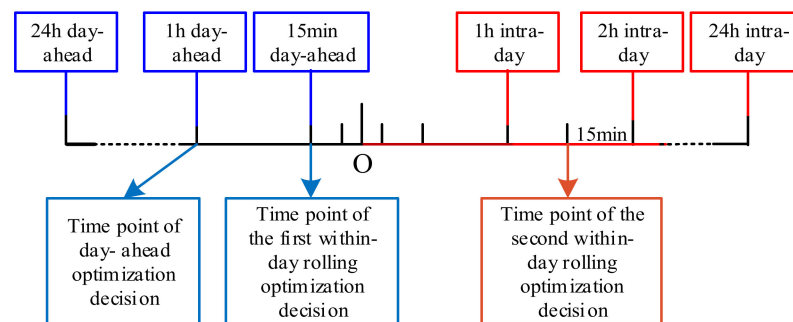 24h day-
ahead
1h day-
ahead
15min
day-ahead
1h intra-
day
2h intra-
day
24h intra-
day
15min
O
Time point of
day- ahead
optimization
decision
Time point of
the first within-
day rolling
optimization
decision
Time point of the
second within-
day rolling
optimization
decision